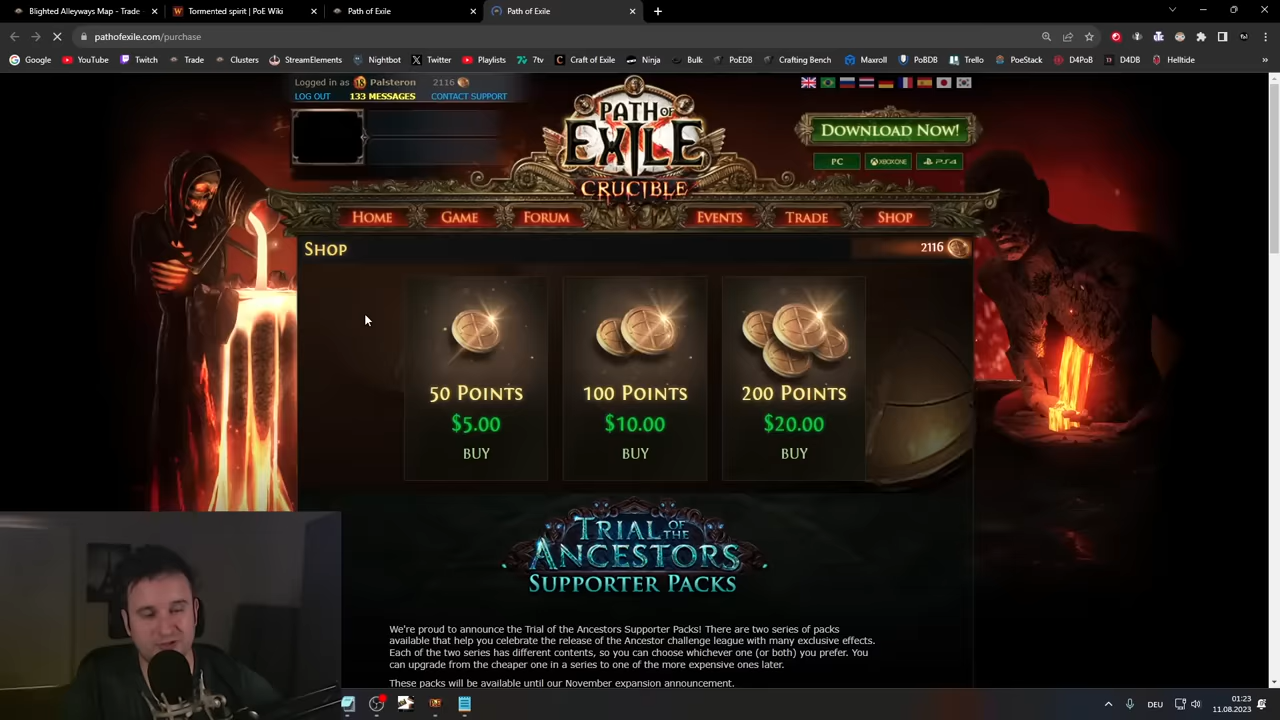 Blighted Alleyways Map - Trade
Tormented spirit | PoE Wiki
Path of Exile
Path of Exile
pathofexile.com/purchase
Google
YouTube
Twitch
Trade
StreamElements
Nightbot
Twitter
Playlists
7tv
Craft of Exile
Ninja
Bulk
PoEDB
Crafting Bench
Maxroll
PoBDB
Trello
PoeStack
D4PoB
D4DB
Helltide
»
Logged in as Palsteron 2116
LOG OUT 133 MESSAGES CONTACT SUPPORT
PATH OF
EXILE
CRUCIBLE
DOWNLOAD NOW!
PC
XBOX ONE
PS4
HOME
GAME
FORUM
EVENTS
TRADE
SHOP
SHOP
2116
50 POINTS
$5.00
BUY
100 POINTS
$10.00
BUY
200 POINTS
$20.00
BUY
TRIAL OF THE
ANCESTORS
SUPPORTER PACKS
We're proud to announce the Trial of the Ancestors Supporter Packs! There are two series of packs
available that help you celebrate the release of the Ancestor challenge league with many exclusive effects.
Each of the two series has different contents, so you can choose whichever one (or both) you prefer. You
can upgrade from the cheaper one in a series to one of the more expensive ones later.
These packs will be available until our November expansion announcement.
DEU
01:23
11.08.2023